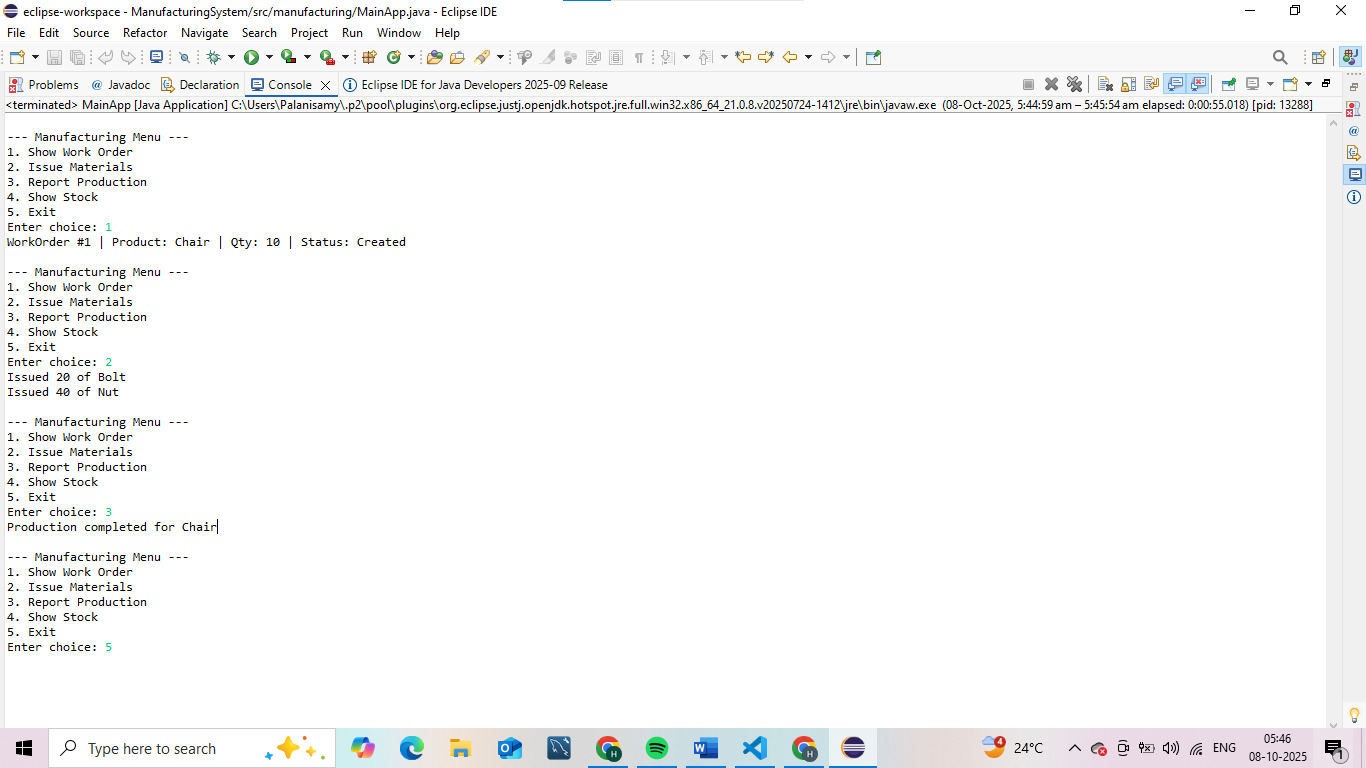 eclipse-workspace - ManufacturingSystem/src/manufacturing/MainApp.java - Eclipse IDE
File Edit Source Refactor Navigate Search Project Run Window Help
Problems @ Javadoc Declaration Console Eclipse IDE for Java Developers 2025-09 Release
<terminated> MainApp [Java Application] C:\Users\Palanisamy\.p2\pool\plugins\org.eclipse.justj.openjdk.hotspot.jre.full.win32.x86_64_21.0.8.v20250724-1412\jre\bin\javaw.exe (08-Oct-2025, 5:44:59 am – 5:45:54 am elapsed: 0:00:55.018) [pid: 13288]
--- Manufacturing Menu ---
1. Show Work Order
2. Issue Materials
3. Report Production
4. Show Stock
5. Exit
Enter choice: 1
WorkOrder #1 | Product: Chair | Qty: 10 | Status: Created
--- Manufacturing Menu ---
1. Show Work Order
2. Issue Materials
3. Report Production
4. Show Stock
5. Exit
Enter choice: 2
Issued 20 of Bolt
Issued 40 of Nut
--- Manufacturing Menu ---
1. Show Work Order
2. Issue Materials
3. Report Production
4. Show Stock
5. Exit
Enter choice: 3
Production completed for Chair
--- Manufacturing Menu ---
1. Show Work Order
2. Issue Materials
3. Report Production
4. Show Stock
5. Exit
Enter choice: 5
Type here to search
4 24°C ENG 05:46
08-10-2025
1